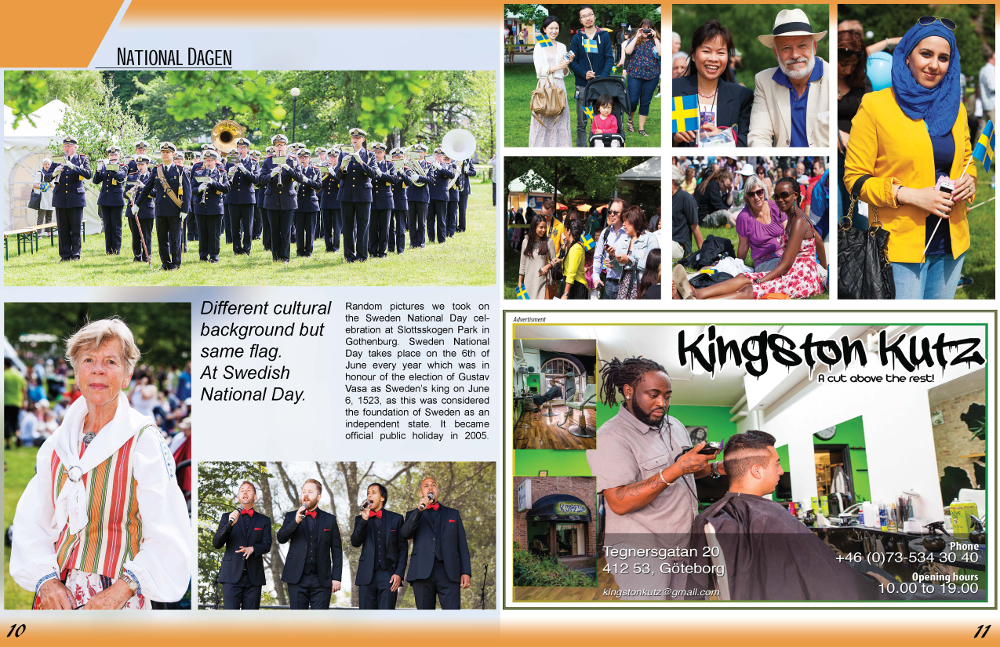 NATIONAL DAGEN
Different cultural
background but
same flag.
At Swedish
National Day.
Random pictures we took on
the Sweden National Day cel-
ebration at Slottsskogen Park in
Gothenburg. Sweden National
Day takes place on the 6th of
June every year which was in
honour of the election of Gustav
Vasa as Sweden's king on June
6, 1523, as this was considered
the foundation of Sweden as an
independent state. It became
official public holiday in 2005.
10
Advertisment
Kingston Kutz
A cut above the rest!
KINGSTON
Tegnersgatan 20
412 53, Göteborg
kingstonkutz@gmail.com
Phone
+46 (0)73-534 30 40
Opening hours
10.00 to 19.00
11